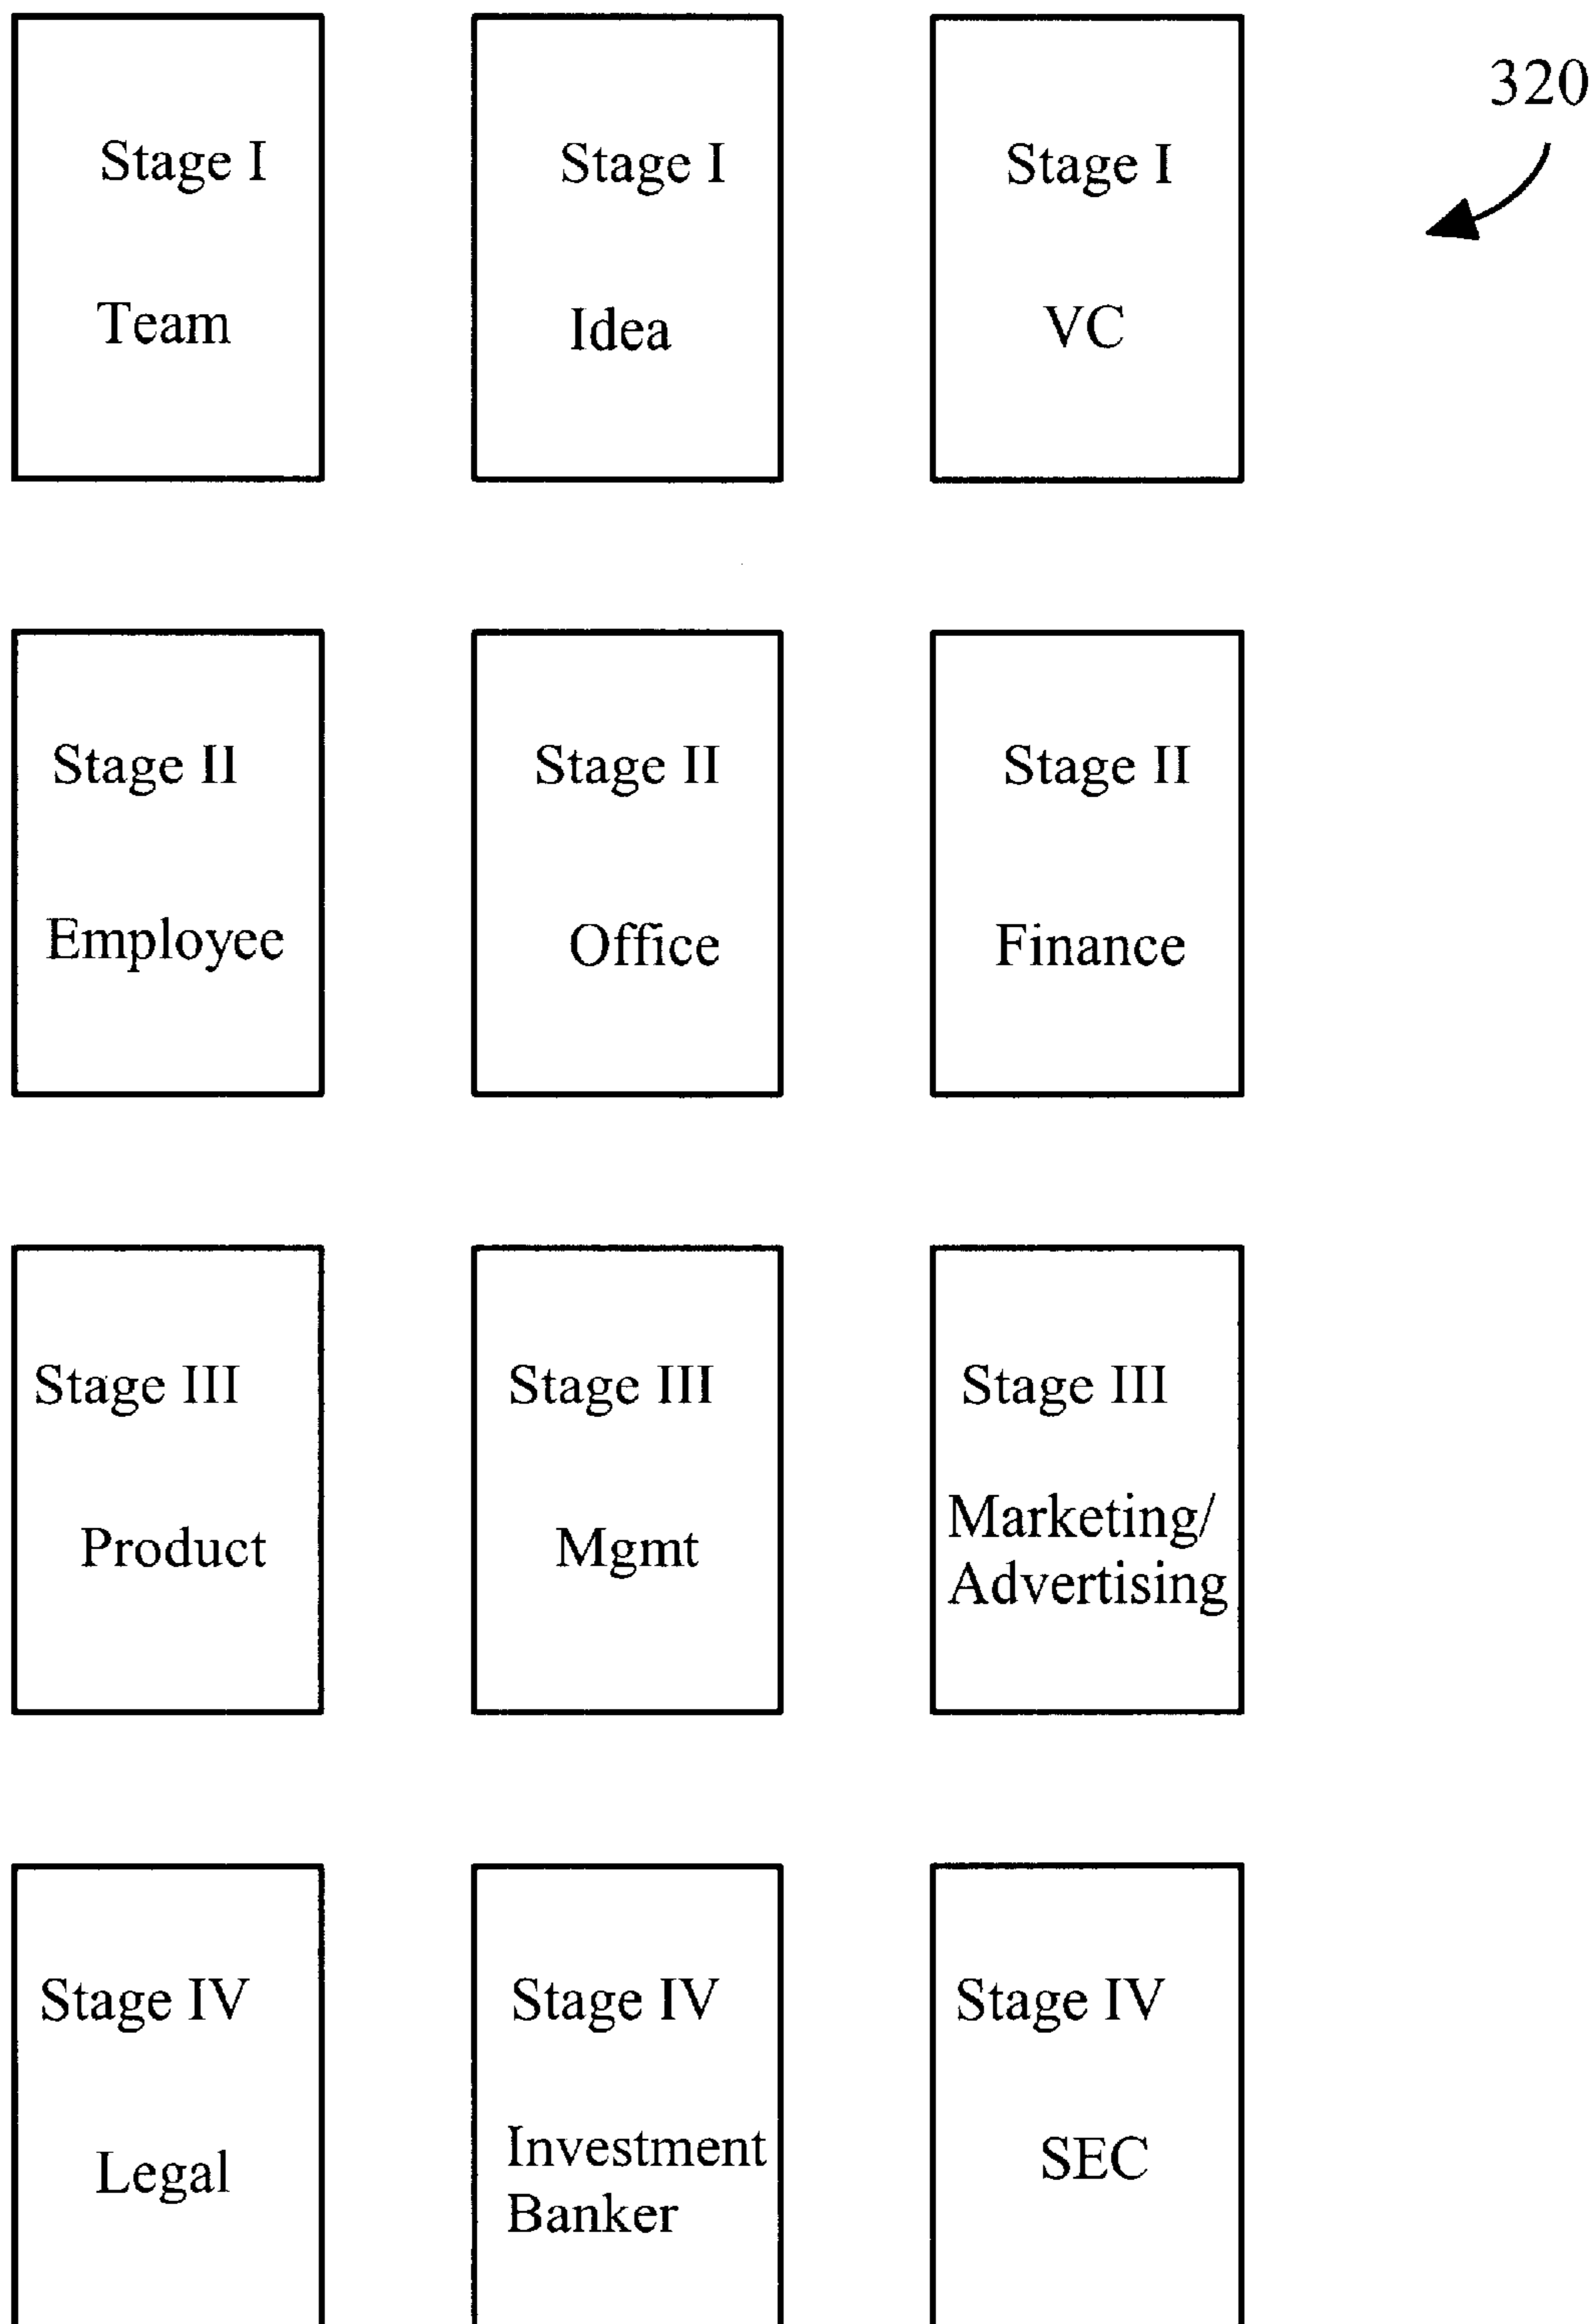 320
Stage I
Team
Stage I
Idea
Stage I
VC
Stage II
Employee
Stage II
Office
Stage II
Finance
Stage III
Product
Stage III
Mgmt
Stage III
Marketing/
Advertising
Stage IV
Legal
Stage IV
Investment
Banker
Stage IV
SEC